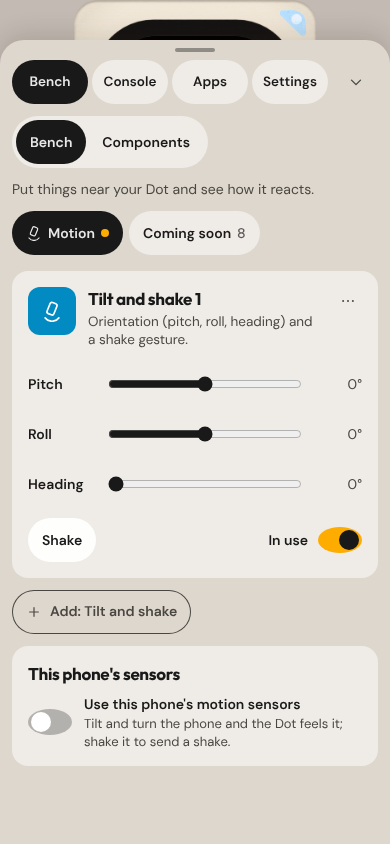 Bench
Console
Apps
Settings
Bench
Components
Put things near your Dot and see how it reacts.
Motion
Coming soon 8
Tilt and shake 1
Orientation (pitch, roll, heading) and
a shake gesture.
Pitch
0°
Roll
0°
Heading
0°
Shake
In use
+ Add: Tilt and shake
This phone's sensors
Use this phone's motion sensors
Tilt and turn the phone and the Dot feels it;
shake it to send a shake.